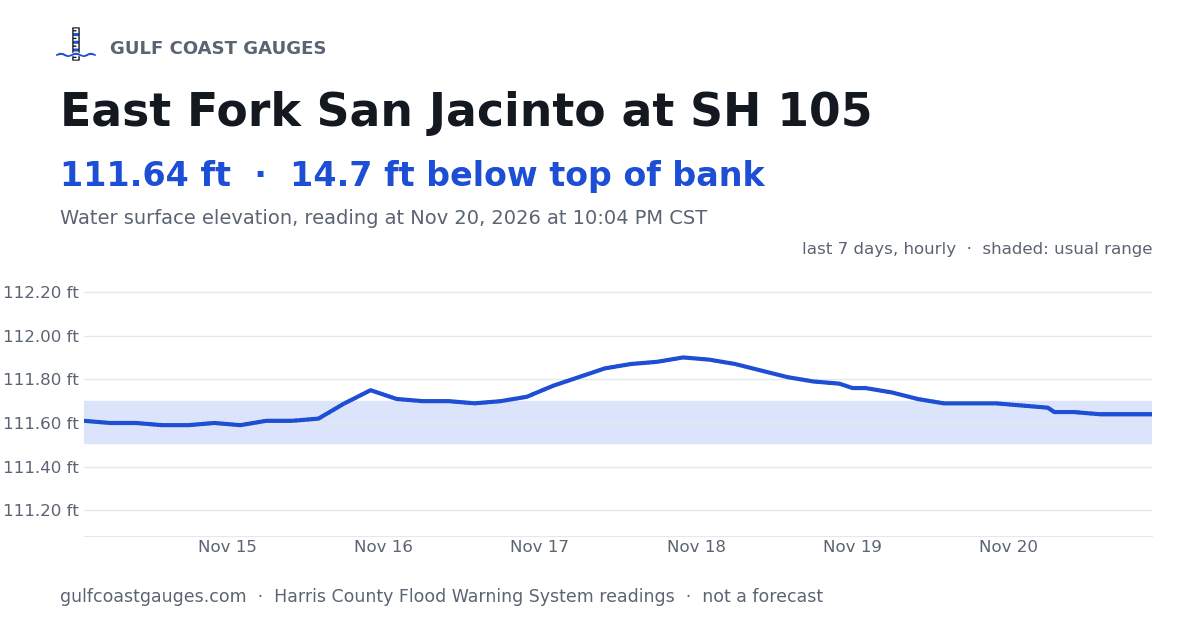 GULF COAST GAUGES
East Fork San Jacinto at SH 105
111.64 ft · 14.7 ft below top of bank
Water surface elevation, reading at Nov 20, 2026 at 10:04 PM CST
last 7 days, hourly · shaded: usual range
112.20 ft
112.00 ft
111.80 ft
111.60 ft
111.40 ft
111.20 ft
Nov 15 Nov 16 Nov 17 Nov 18 Nov 19 Nov 20
gulfcoastgauges.com · Harris County Flood Warning System readings · not a forecast